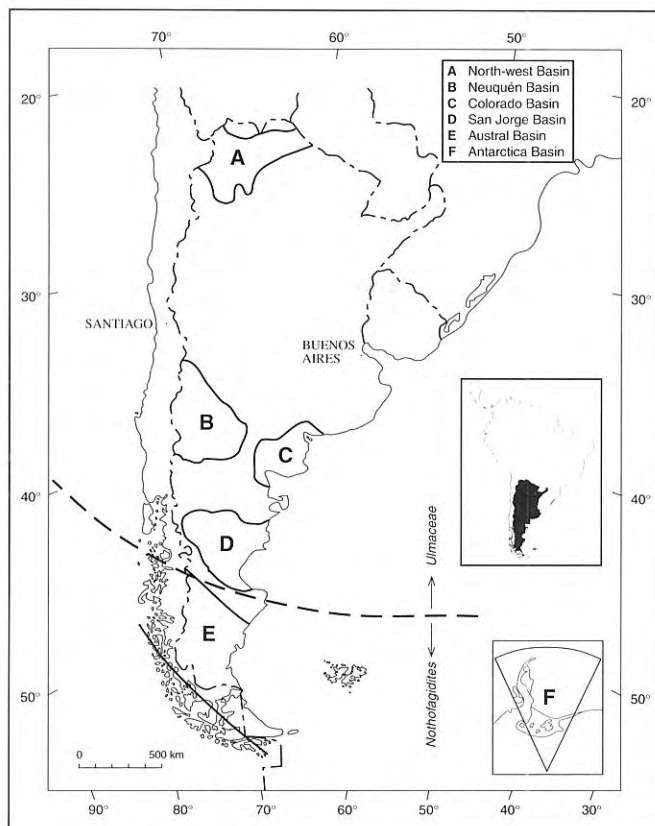 70°
60°
50°
A North-west Basin
B Neuquén Basin
C Colorado Basin
D San Jorge Basin
E Austral Basin
F Antarctica Basin
20°
20°
A
30°
30°
SANTIAGO
BUENOS
AIRES
B
C
40°
40°
D
Ulmaceae
E
Notholagidites
F
50°
50°
0 500 km
90°
80°
70°
60°
50°
40°
30°